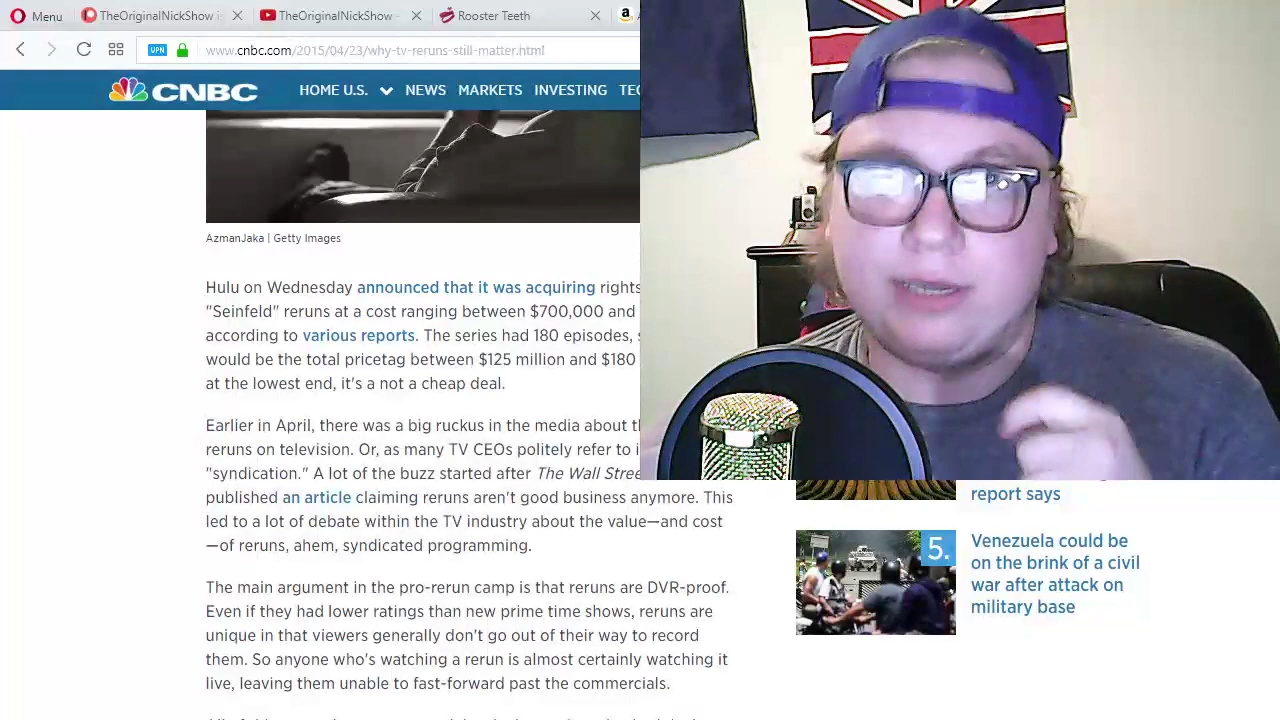 Menu
TheOriginalNickShow is
TheOriginalNickShow -
Rooster Teeth
VPN
www.cnbc.com/2015/04/23/why-tv-reruns-still-matter.html
CNBC
HOME U.S.
NEWS
MARKETS
INVESTING
TEC
AzmanJaka | Getty Images
Hulu on Wednesday announced that it was acquiring rights
"Seinfeld" reruns at a cost ranging between $700,000 and
according to various reports. The series had 180 episodes,
would be the total pricetag between $125 million and $180
at the lowest end, it's a not a cheap deal.
Earlier in April, there was a big ruckus in the media about
reruns on television. Or, as many TV CEOs politely refer to
"syndication." A lot of the buzz started after The Wall Stree
published an article claiming reruns aren't good business anymore. This
led to a lot of debate within the TV industry about the value—and cost
—of reruns, ahem, syndicated programming.
The main argument in the pro-rerun camp is that reruns are DVR-proof.
Even if they had lower ratings than new prime time shows, reruns are
unique in that viewers generally don't go out of their way to record
them. So anyone who's watching a rerun is almost certainly watching it
live, leaving them unable to fast-forward past the commercials.
report says
5.
Venezuela could be
on the brink of a civil
war after attack on
military base